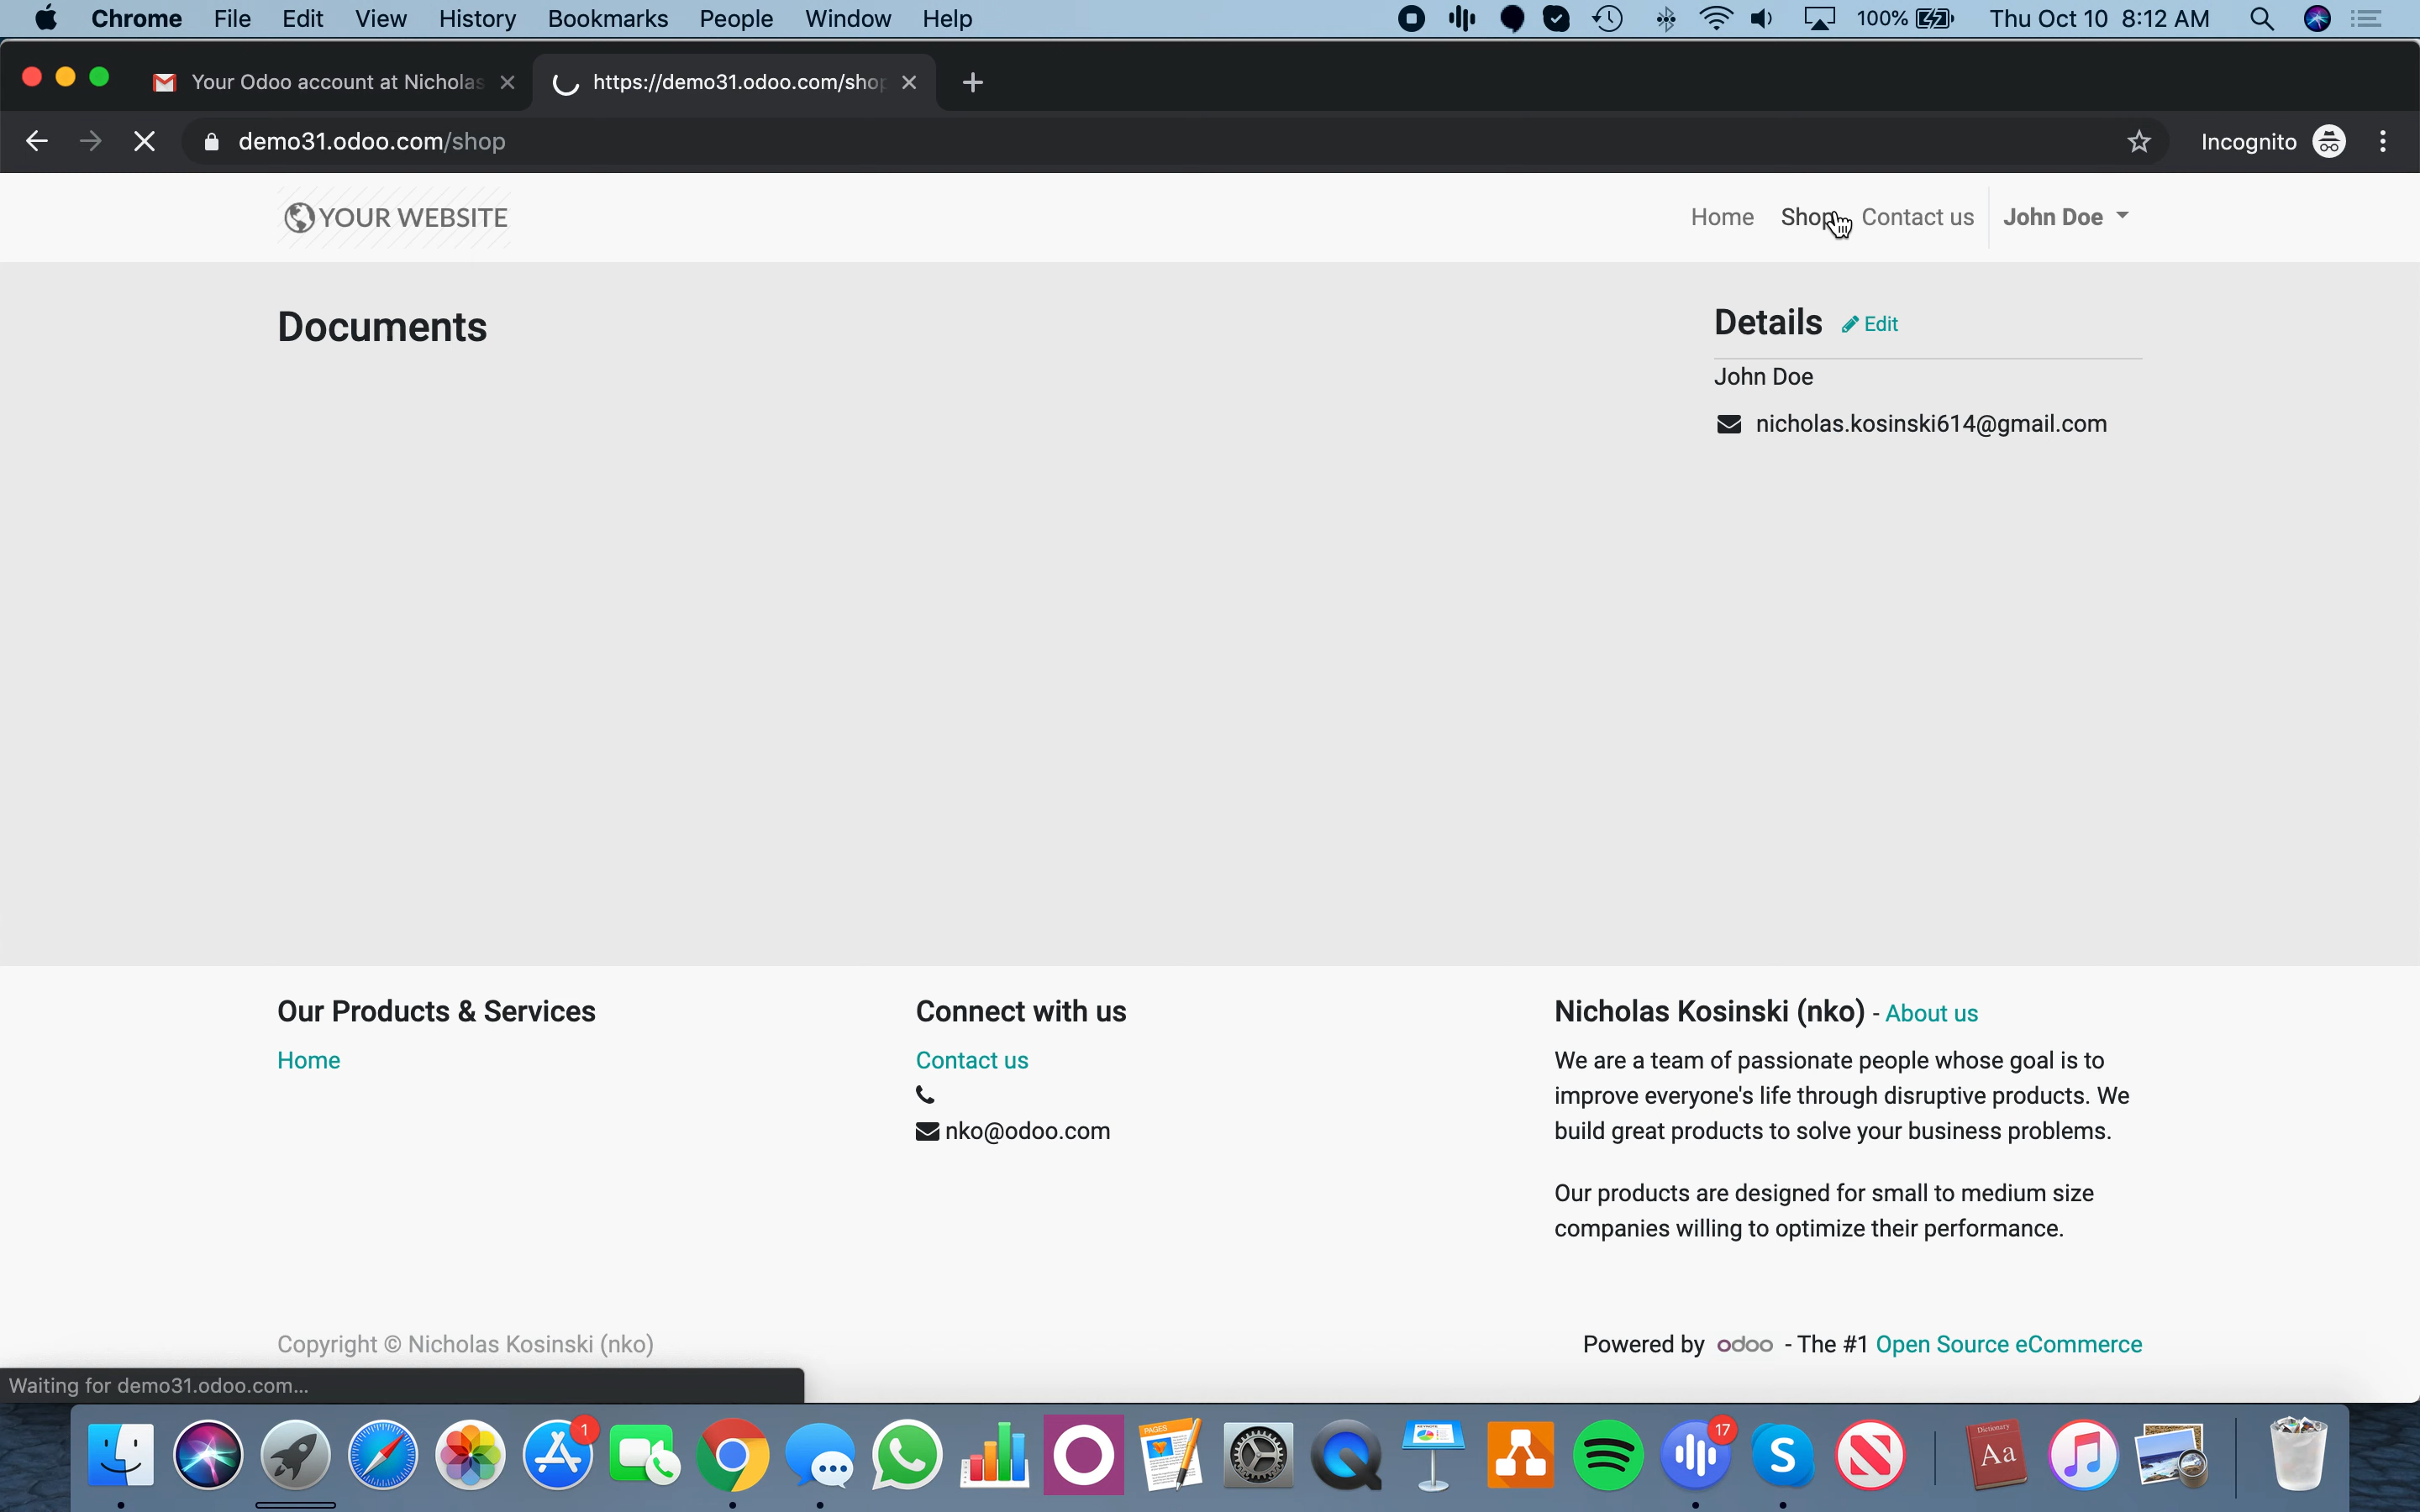 Chrome File Edit View History Bookmarks People Window Help 100% Thu Oct 10 8:12 AM
Your Odoo account at Nicholas https://demo31.odoo.com/shop
demo31.odoo.com/shop Incognito
YOUR WEBSITE Home Shop Contact us John Doe
Documents
Details Edit
John Doe
nicholas.kosinski614@gmail.com
Our Products & Services
Home
Connect with us
Contact us
nko@odoo.com
Nicholas Kosinski (nko) - About us
We are a team of passionate people whose goal is to
improve everyone's life through disruptive products. We
build great products to solve your business problems.
Our products are designed for small to medium size
companies willing to optimize their performance.
Copyright © Nicholas Kosinski (nko)
Powered by odoo - The #1 Open Source eCommerce
Waiting for demo31.odoo.com...
1
PAGES
17
S
Dictionary
Aa